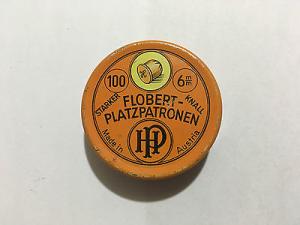 100 6mm
STARKER KNALL
FLOBERT-
PLATZPATRONEN
Made in Austria
HP